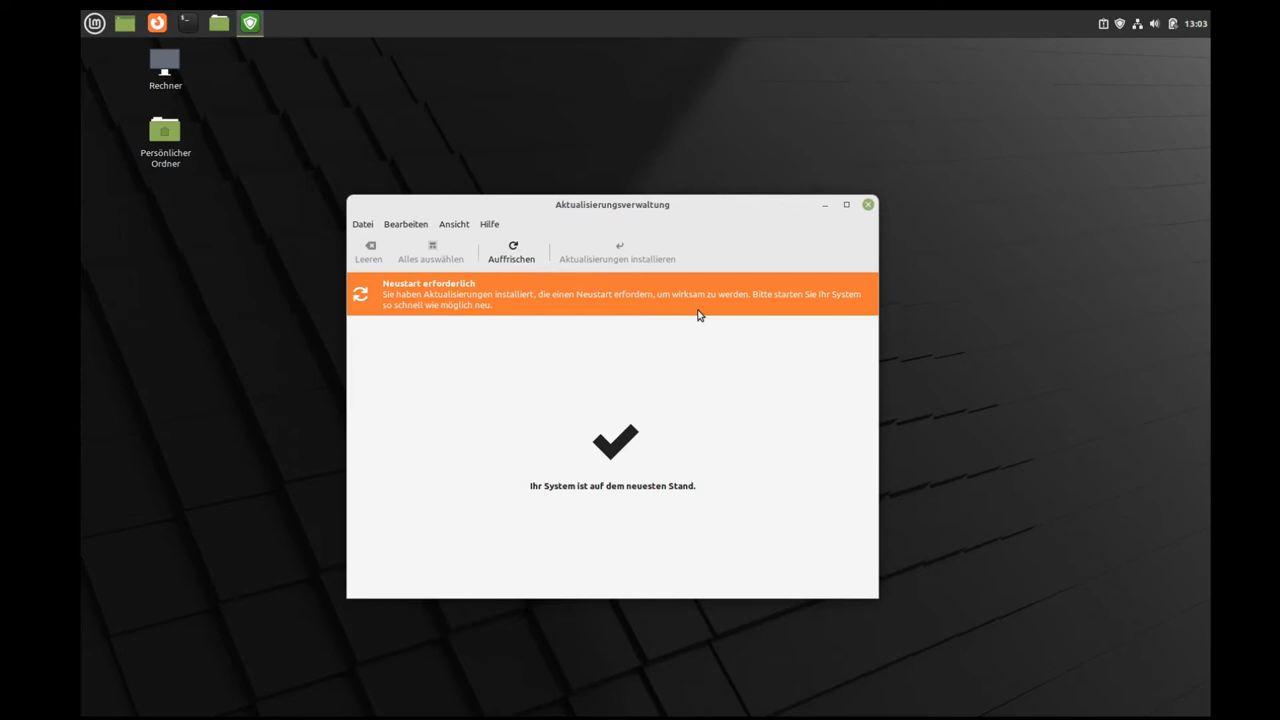 13:03
Rechner
Persönlicher
Ordner
Aktualisierungsverwaltung
Datei Bearbeiten Ansicht Hilfe
Leeren Alles auswählen Auffrischen Aktualisierungen installieren
Neustart erforderlich
Sie haben Aktualisierungen installiert, die einen Neustart erfordern, um wirksam zu werden. Bitte starten Sie Ihr System
so schnell wie möglich neu.
Ihr System ist auf dem neuesten Stand.